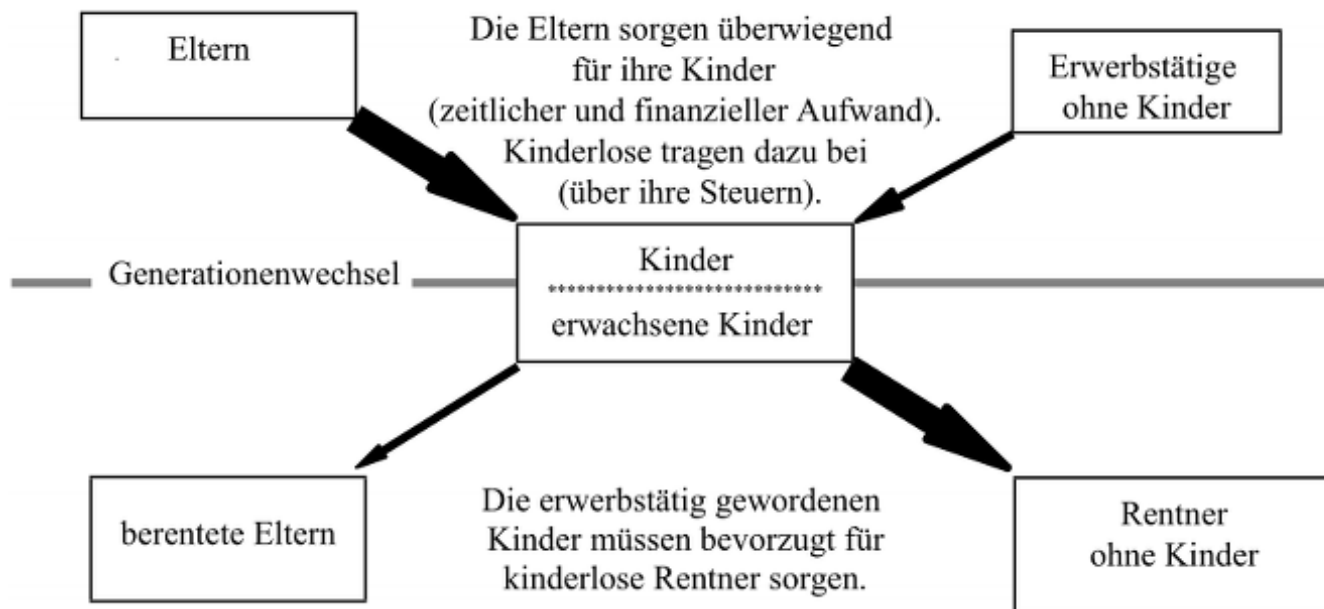 Eltern
Die Eltern sorgen überwiegend
für ihre Kinder
(zeitlicher und finanzieller Aufwand).
Kinderlose tragen dazu bei
(über ihre Steuern).
Erwerbstätige
ohne Kinder
Generationenwechsel
Kinder
****************************
erwachsene Kinder
berentete Eltern
Die erwerbstätig gewordenen
Kinder müssen bevorzugt für
kinderlose Rentner sorgen.
Rentner
ohne Kinder